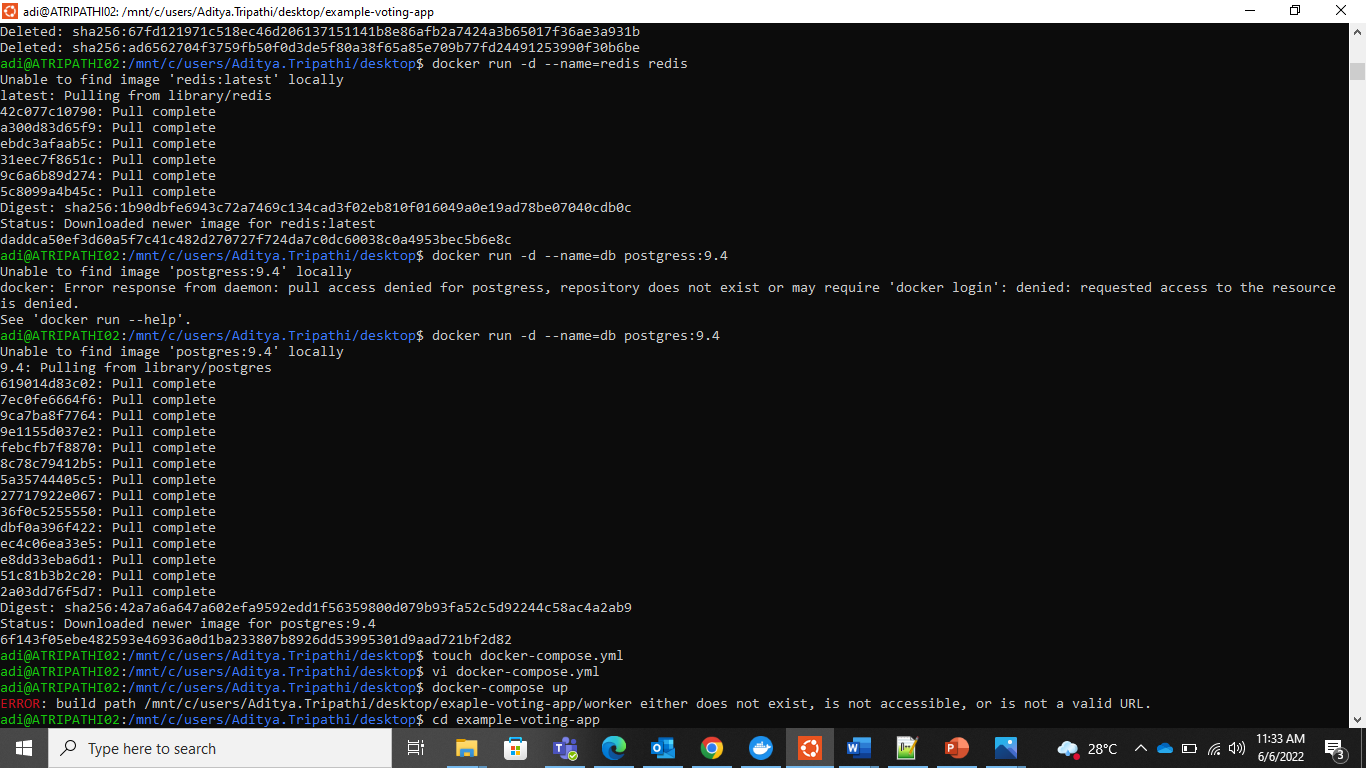 adi@ATRIPATHI02: /mnt/c/users/Aditya.Tripathi/desktop/example-voting-app
Deleted: sha256:67fd121971c518ec46d206137151141b8e86afb2a7424a3b65017f36ae3a931b
Deleted: sha256:ad6562704f3759fb50f0d3de5f80a38f65a85e709b77fd24491253990f30b6be
adi@ATRIPATHI02:/mnt/c/users/Aditya.Tripathi/desktop$ docker run -d --name=redis redis
Unable to find image 'redis:latest' locally
latest: Pulling from library/redis
42c077c10790: Pull complete
a300d83d65f9: Pull complete
ebdc3afaab5c: Pull complete
31eec7f8651c: Pull complete
9c6a6b89d274: Pull complete
5c8099a4b45c: Pull complete
Digest: sha256:1b90dbfe6943c72a7469c134cad3f02eb810f016049a0e19ad78be07040cdb0c
Status: Downloaded newer image for redis:latest
daddca50ef3d60a5f7c41c482d270727f724da7c0dc60038c0a4953bec5b6e8c
adi@ATRIPATHI02:/mnt/c/users/Aditya.Tripathi/desktop$ docker run -d --name=db postgress:9.4
Unable to find image 'postgress:9.4' locally
docker: Error response from daemon: pull access denied for postgress, repository does not exist or may require 'docker login': denied: requested access to the resource
is denied.
See 'docker run --help'.
adi@ATRIPATHI02:/mnt/c/users/Aditya.Tripathi/desktop$ docker run -d --name=db postgres:9.4
Unable to find image 'postgres:9.4' locally
9.4: Pulling from library/postgres
619014d83c02: Pull complete
7ec0fe6664f6: Pull complete
9ca7ba8f7764: Pull complete
9e1155d037e2: Pull complete
febcfb7f8870: Pull complete
8c78c79412b5: Pull complete
5a35744405c5: Pull complete
27717922e067: Pull complete
36f0c5255550: Pull complete
dbf0a396f422: Pull complete
ec4c06ea33e5: Pull complete
e8dd33eba6d1: Pull complete
51c81b3b2c20: Pull complete
2a03dd76f5d7: Pull complete
Digest: sha256:42a7a6a647a602efa9592edd1f56359800d079b93fa52c5d92244c58ac4a2ab9
Status: Downloaded newer image for postgres:9.4
6f143f05ebe482593e46936a0d1ba233807b8926dd53995301d9aad721bf2d82
adi@ATRIPATHI02:/mnt/c/users/Aditya.Tripathi/desktop$ touch docker-compose.yml
adi@ATRIPATHI02:/mnt/c/users/Aditya.Tripathi/desktop$ vi docker-compose.yml
adi@ATRIPATHI02:/mnt/c/users/Aditya.Tripathi/desktop$ docker-compose up
ERROR: build path /mnt/c/users/Aditya.Tripathi/desktop/exaple-voting-app/worker either does not exist, is not accessible, or is not a valid URL.
adi@ATRIPATHI02:/mnt/c/users/Aditya.Tripathi/desktop$ cd example-voting-app
Type here to search
28°C
11:33 AM
6/6/2022
3